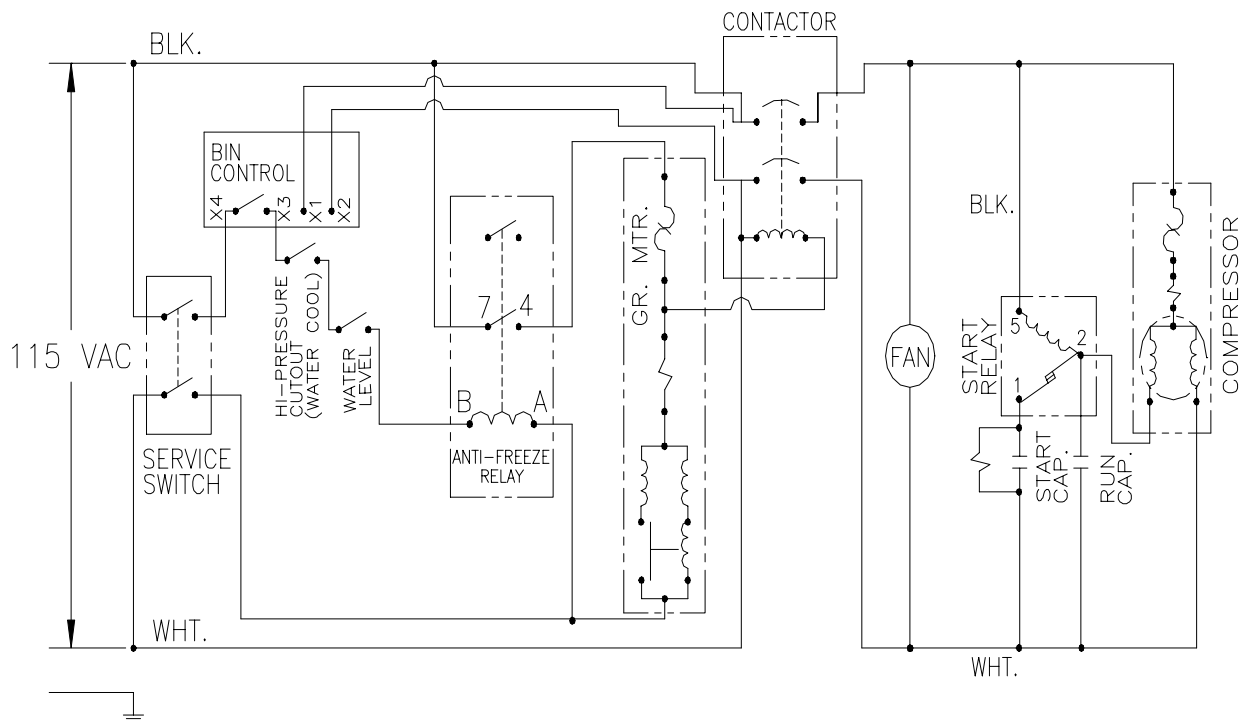 CONTACTOR
BLK.
BIN
CONTROL
X4
X3
X1
X2
GR. MTR.
BLK.
COMPRESSOR
7 4
HI-PRESSURE
CUTOUT
(WATER COOL)
WATER
LEVEL
115 VAC
FAN
START
RELAY
5
2
1
B A
ANTI-FREEZE
RELAY
SERVICE
SWITCH
START
CAP.
RUN
CAP.
WHT.
WHT.